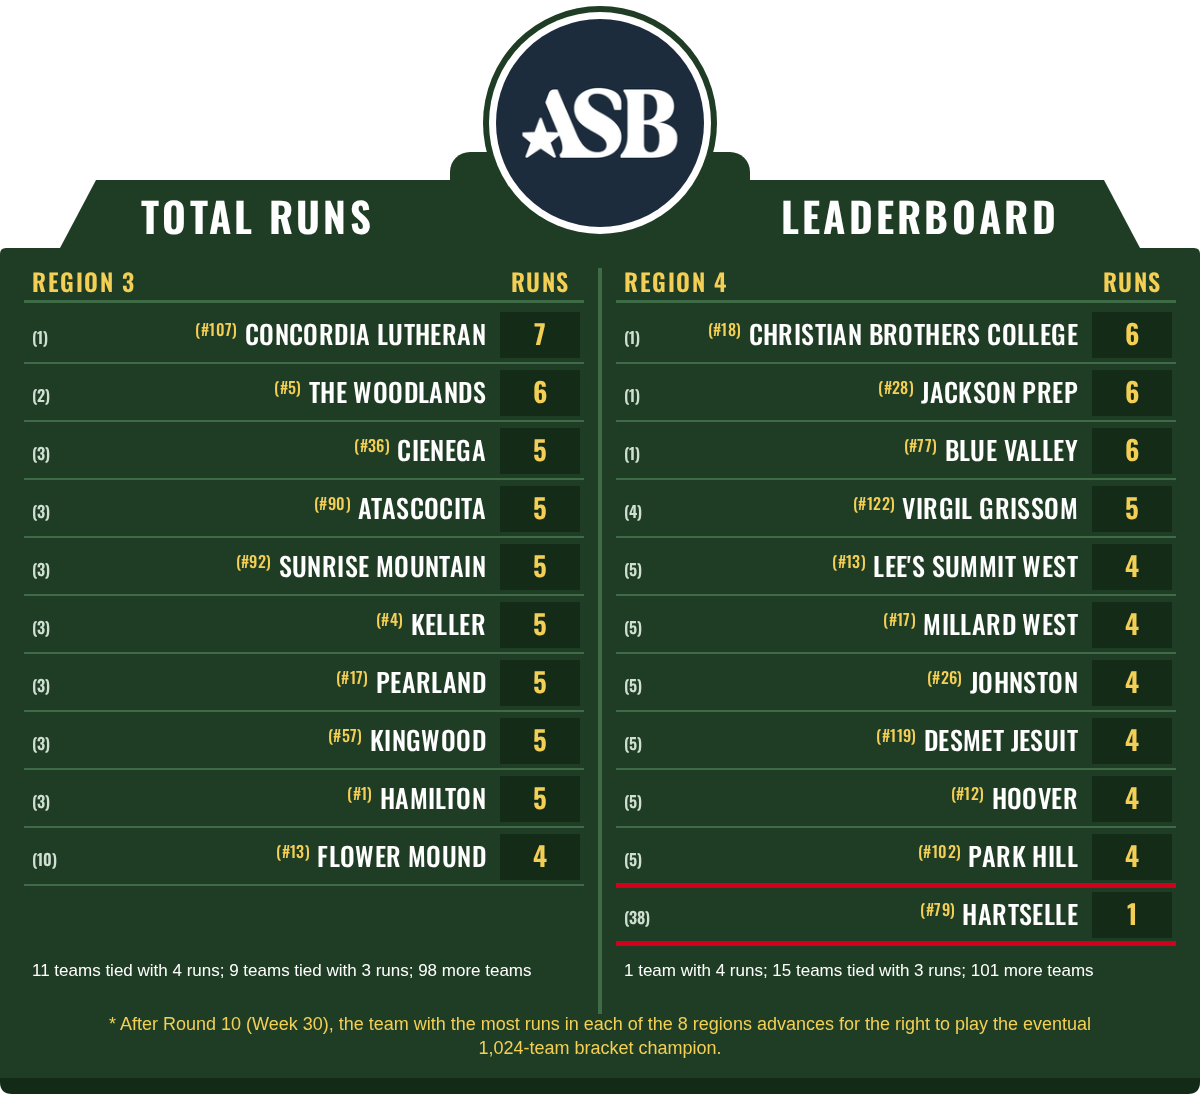 ASB
TOTAL RUNS
LEADERBOARD
REGION 3 RUNS
(1) (#107) CONCORDIA LUTHERAN 7
(2) (#5) THE WOODLANDS 6
(3) (#36) CIENEGA 5
(3) (#90) ATASCOCITA 5
(3) (#92) SUNRISE MOUNTAIN 5
(3) (#4) KELLER 5
(3) (#17) PEARLAND 5
(3) (#57) KINGWOOD 5
(3) (#1) HAMILTON 5
(10) (#13) FLOWER MOUND 4
11 teams tied with 4 runs; 9 teams tied with 3 runs; 98 more teams
REGION 4 RUNS
(1) (#18) CHRISTIAN BROTHERS COLLEGE 6
(1) (#28) JACKSON PREP 6
(1) (#77) BLUE VALLEY 6
(4) (#122) VIRGIL GRISSOM 5
(5) (#13) LEE'S SUMMIT WEST 4
(5) (#17) MILLARD WEST 4
(5) (#26) JOHNSTON 4
(5) (#119) DESMET JESUIT 4
(5) (#12) HOOVER 4
(5) (#102) PARK HILL 4
(38) (#79) HARTSELLE 1
1 team with 4 runs; 15 teams tied with 3 runs; 101 more teams
* After Round 10 (Week 30), the team with the most runs in each of the 8 regions advances for the right to play the eventual
1,024-team bracket champion.